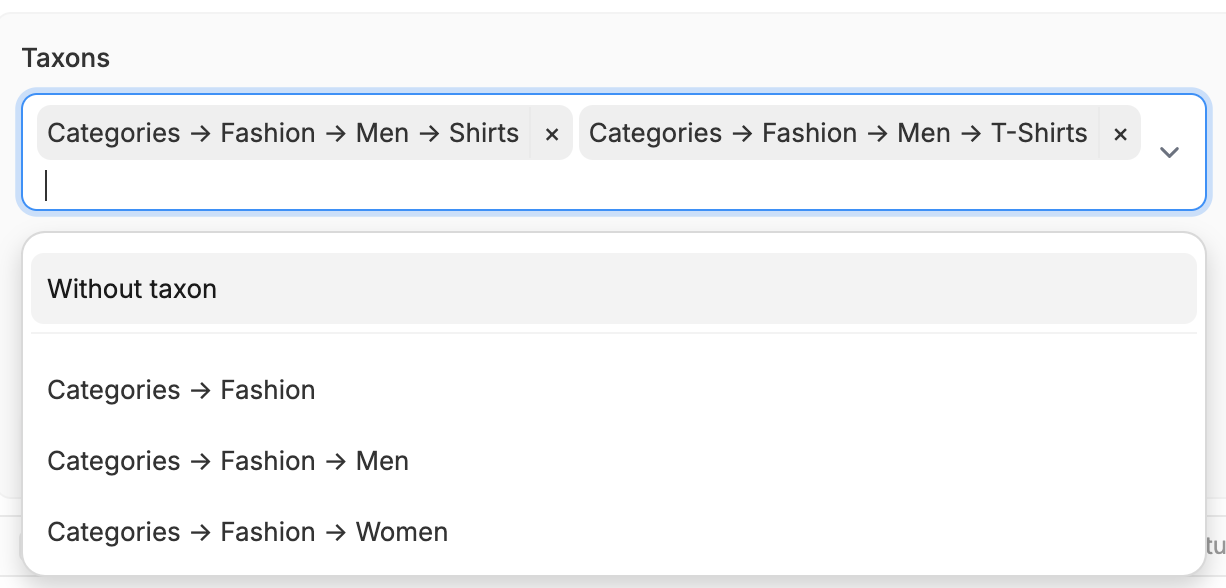 Taxons
Categories → Fashion → Men → Shirts × Categories → Fashion → Men → T-Shirts ×
Without taxon
Categories → Fashion
Categories → Fashion → Men
Categories → Fashion → Women